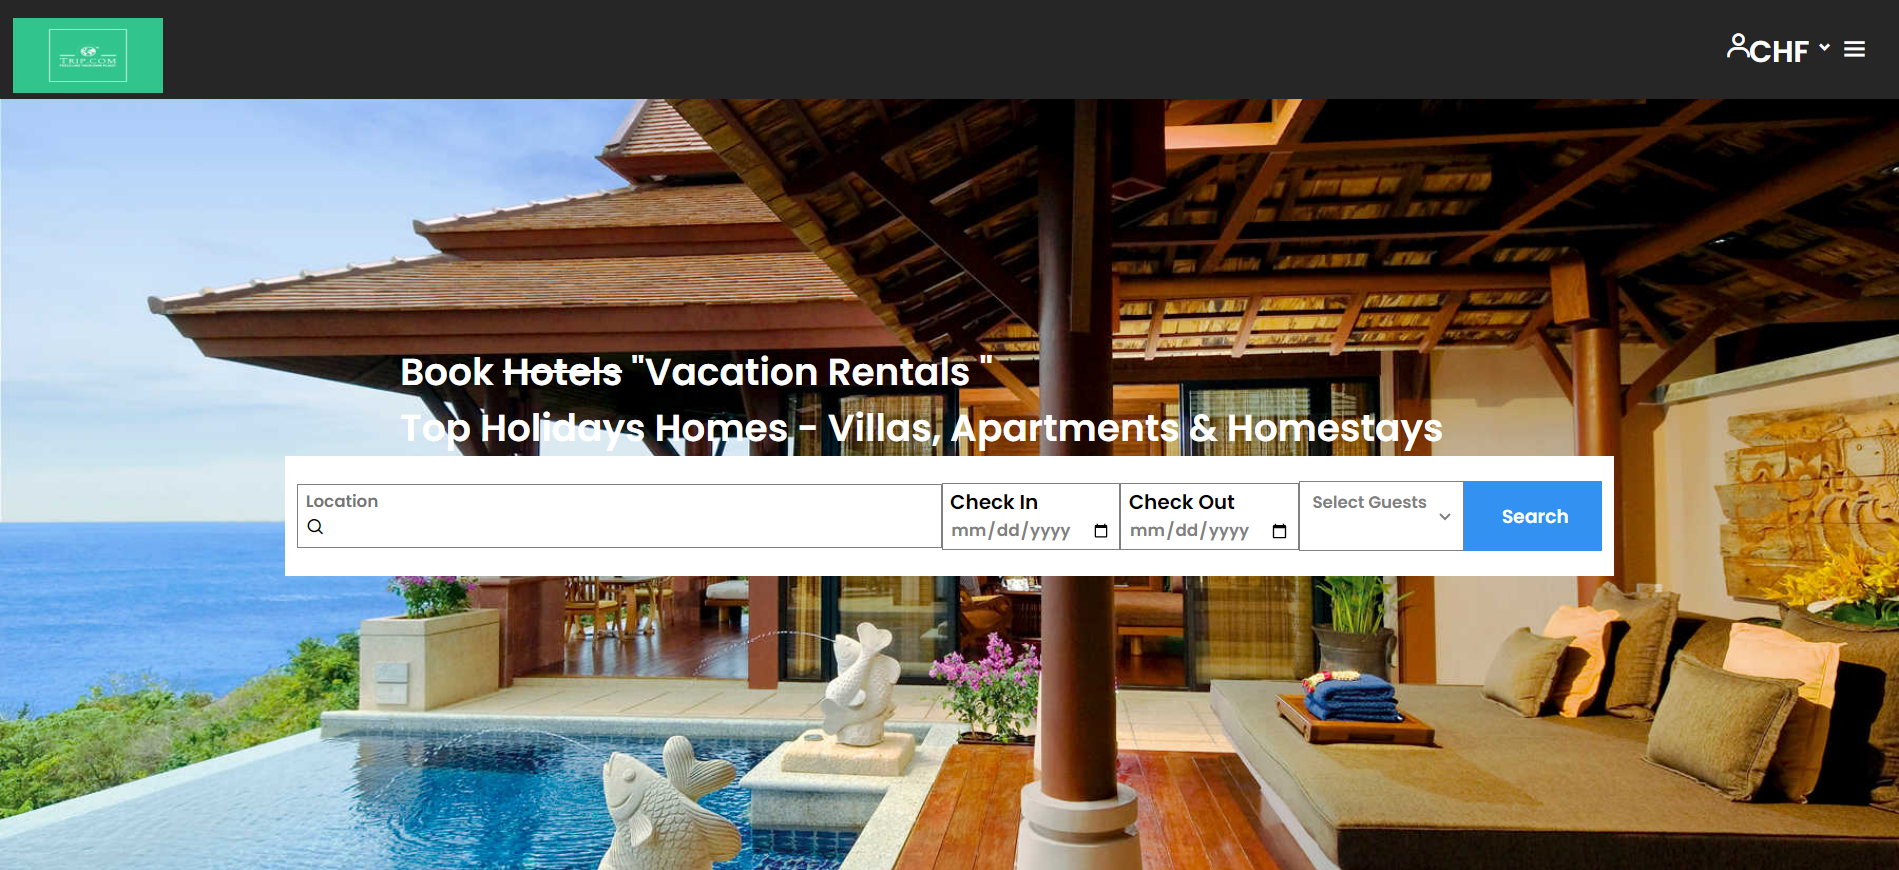 TRIP.COM
CHF
Book Hotels "Vacation Rentals "
Top Holidays Homes - Villas, Apartments & Homestays
Location
Check In
mm/dd/yyyy
Check Out
mm/dd/yyyy
Select Guests
Search